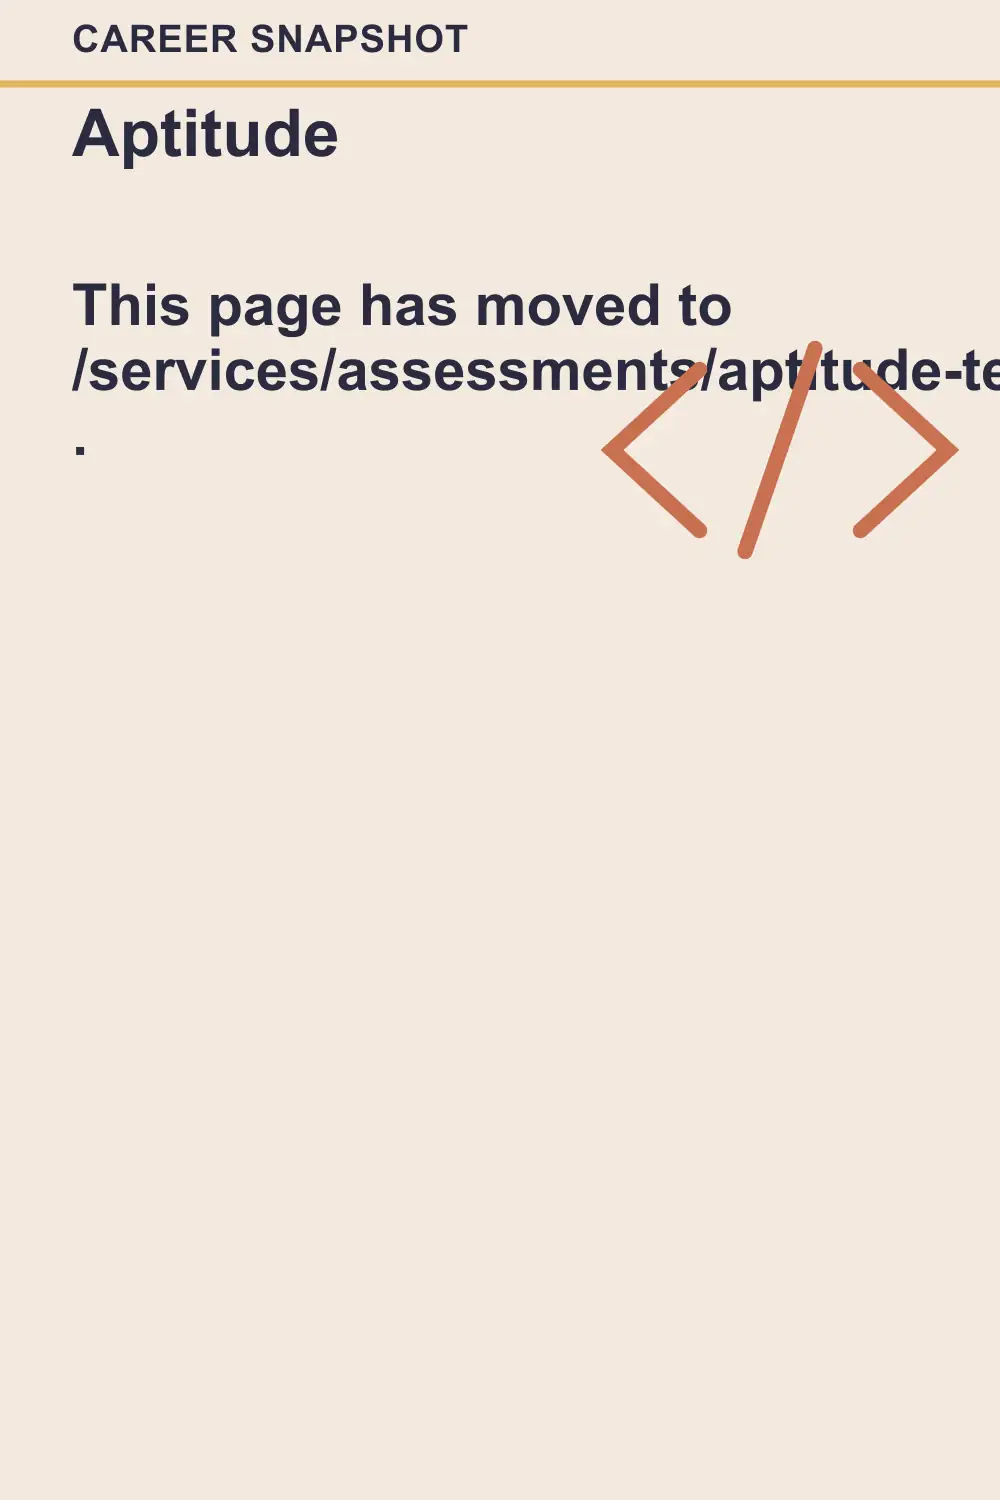 CAREER SNAPSHOT
Aptitude
This page has moved to
/services/assessments/aptitude-te
.